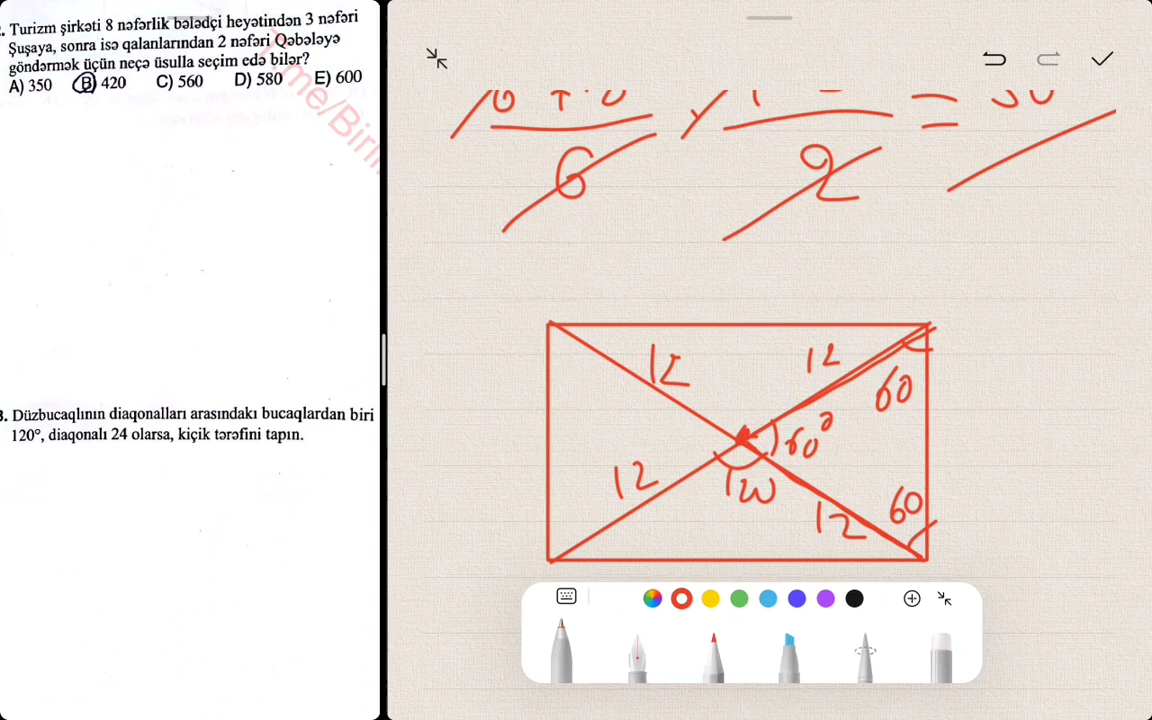 2. Turizm şirkəti 8 nəfərlik bələdçi heyətindən 3 nəfəri
Şuşaya, sonra isə qalanlarından 2 nəfəri Qəbələyə
göndərmək üçün neçə üsulla seçim edə bilər?
A) 350 B) 420 C) 560 D) 580 E) 600
3. Düzbucaqlının diaqonalları arasındakı bucaqlardan biri
120°, diaqonalı 24 olarsa, kiçik tərəfini tapın.
6 2
=
12 12
60
60°
12 120 12 60